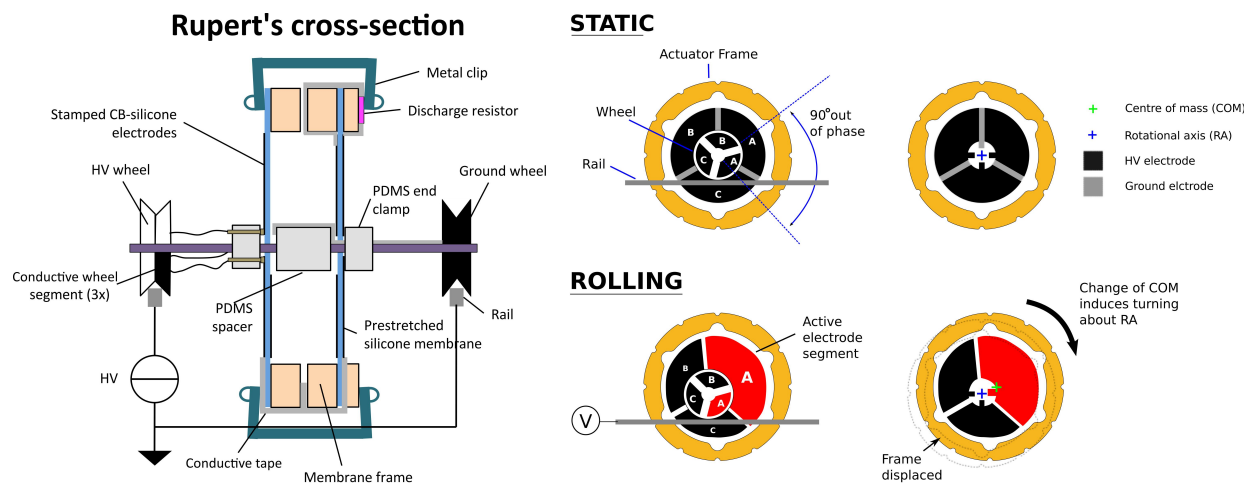 Rupert's cross-section
Metal clip
Discharge resistor
Stamped CB-silicone
electrodes
HV wheel
PDMS end
clamp
Ground wheel
Conductive wheel
segment (3x)
PDMS
spacer
Rail
Prestretched
silicone membrane
HV
Conductive tape
Membrane frame
STATIC
Actuator Frame
Wheel
Rail
90°out
of phase
B
A
C
B
A
C
Centre of mass (COM)
Rotational axis (RA)
HV electrode
Ground elctrode
ROLLING
Active
electrode
segment
B
A
C
B
A
C
V
Change of COM
induces turning
about RA
Frame
displaced